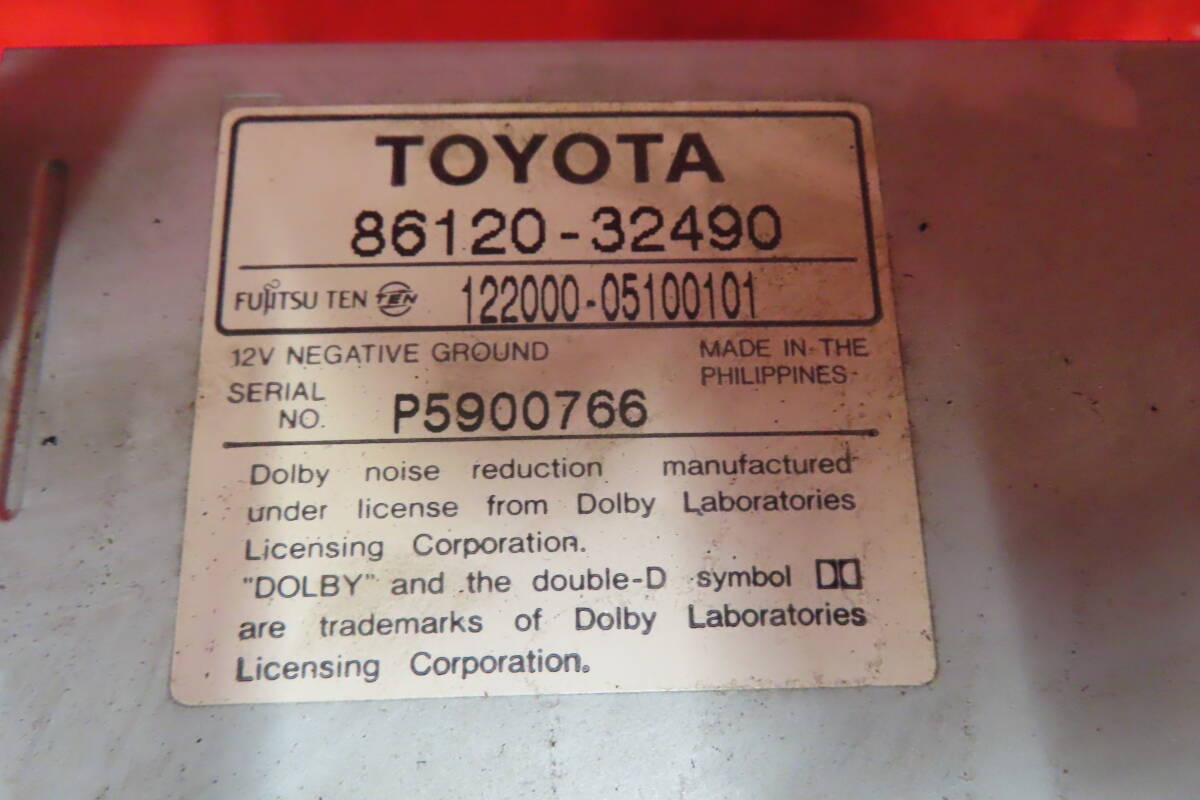 TOYOTA
86120-32490
FUJITSU TEN TEN 122000-05100101
12V NEGATIVE GROUND
MADE IN THE
PHILIPPINES
SERIAL
NO. P5900766
Dolby noise reduction manufactured
under license from Dolby Laboratories
Licensing Corporation.
"DOLBY" and the double-D symbol
are trademarks of Dolby Laboratories
Licensing Corporation.